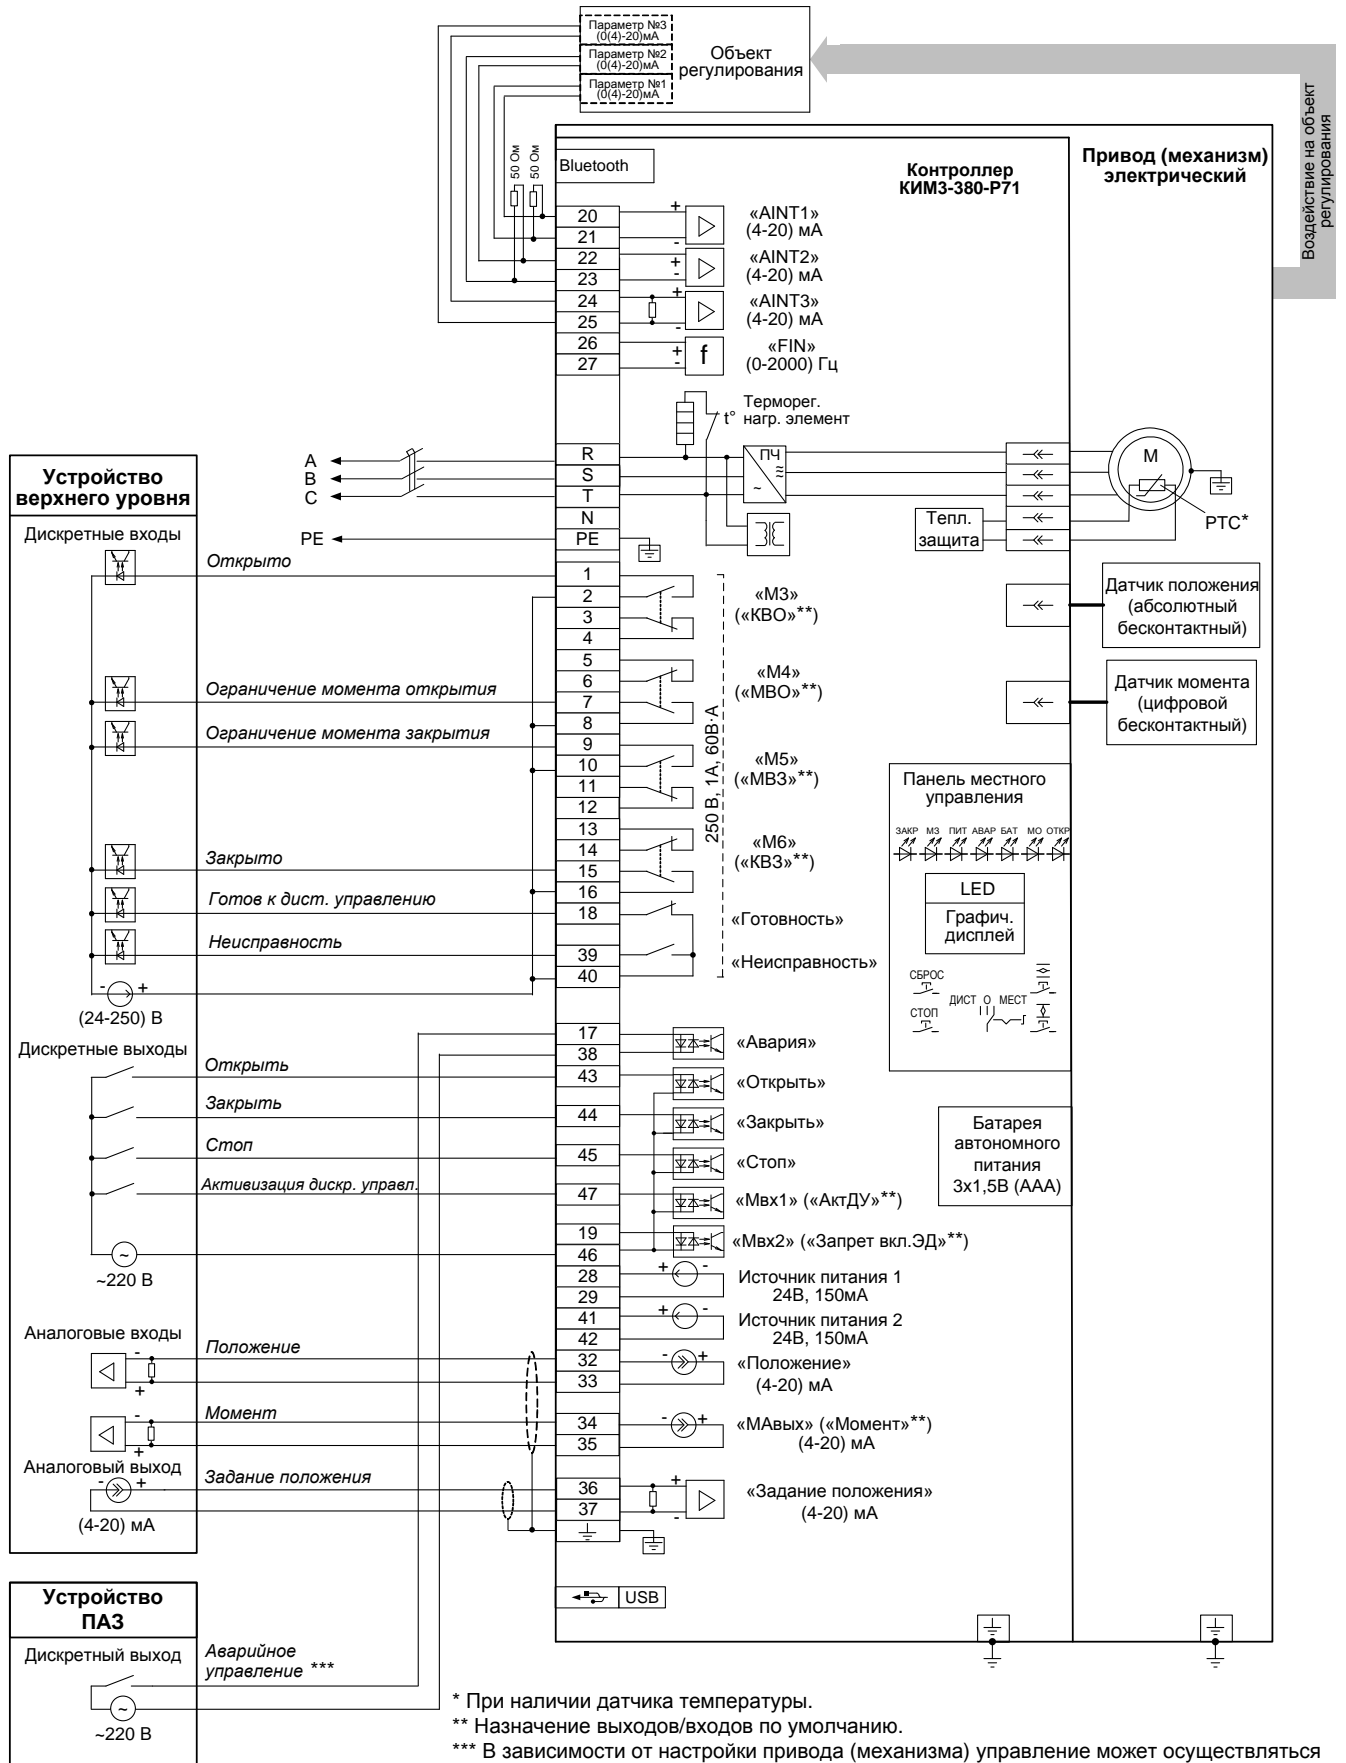 Параметр №3
(0(4)-20)мА
Параметр №2
(0(4)-20)мА
Параметр №1
(0(4)-20)мА
Объект
регулирования
Воздействие на объект
регулирования
50 Ом
50 Ом
Bluetooth
Контроллер
КИМ3-380-Р71
Привод (механизм)
электрический
20
21
22
23
24
25
26
27
+
-
«AINT1»
(4-20) мА
+
-
«AINT2»
(4-20) мА
+
-
«AINT3»
(4-20) мА
+
-
f
«FIN»
(0-2000) Гц
t°
Терморег.
нагр. элемент
A
B
C
PE
R
S
T
N
PE
ПЧ
~
≈
M
PTC*
Тепл.
защита
Датчик положения
(абсолютный
бесконтактный)
Датчик момента
(цифровой
бесконтактный)
Устройство
верхнего уровня
Дискретные входы
Открыто
Ограничение момента открытия
Ограничение момента закрытия
Закрыто
Готов к дист. управлению
Неисправность
- +
(24-250) В
1
2
3
4
5
6
7
8
9
10
11
12
13
14
15
16
18
39
40
«М3»
(«КВО»**)
«М4»
(«МВО»**)
«М5»
(«МВЗ»**)
«М6»
(«КВЗ»**)
«Готовность»
«Неисправность»
250 В, 1А, 60В·А
Панель местного
управления
ЗАКР МЗ ПИТ АВАР БАТ МО ОТКР
LED
Графич.
дисплей
СБРОС
СТОП
ДИСТ О МЕСТ
Дискретные выходы
Открыть
Закрыть
Стоп
Активизация дискр. управл.
~
~220 В
17
38
43
44
45
47
19
46
28
29
41
42
32
33
34
35
36
37
«Авария»
«Открыть»
«Закрыть»
«Стоп»
«Мвх1» («АктДУ»**)
«Мвх2» («Запрет вкл.ЭД»**)
+ -
Источник питания 1
24В, 150мА
+ -
Источник питания 2
24В, 150мА
- +
«Положение»
(4-20) мА
- +
«МАвых» («Момент»**)
(4-20) мА
+
-
«Задание положения»
(4-20) мА
Батарея
автономного
питания
3х1,5В (ААА)
Аналоговые входы
-
+
Положение
-
+
Момент
Аналоговый выход
- +
Задание положения
(4-20) мА
USB
Устройство
ПАЗ
Дискретный выход
~
~220 В
Аварийное
управление ***
* При наличии датчика температуры.
** Назначение выходов/входов по умолчанию.
*** В зависимости от настройки привода (механизма) управление может осуществляться